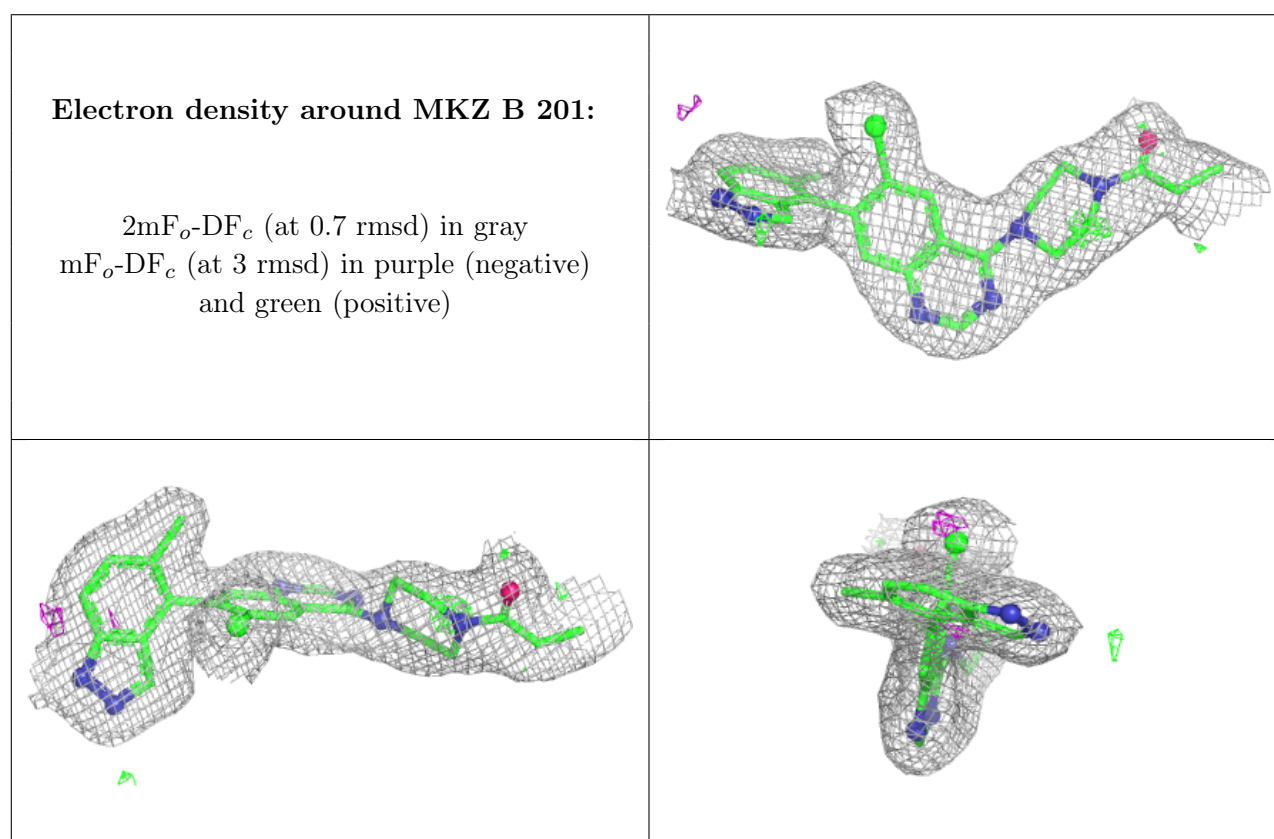 Electron density around MKZ B 201:
2mFₒ-DF𝒸 (at 0.7 rmsd) in gray
mFₒ-DF𝒸 (at 3 rmsd) in purple (negative)
and green (positive)